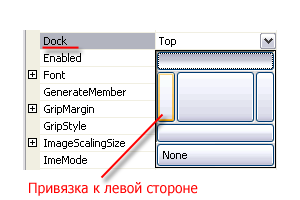 Dock Top
Enabled
Font
GenerateMember
GripMargin
GripStyle
ImageScalingSize
ImeMode None
Привязка к левой стороне